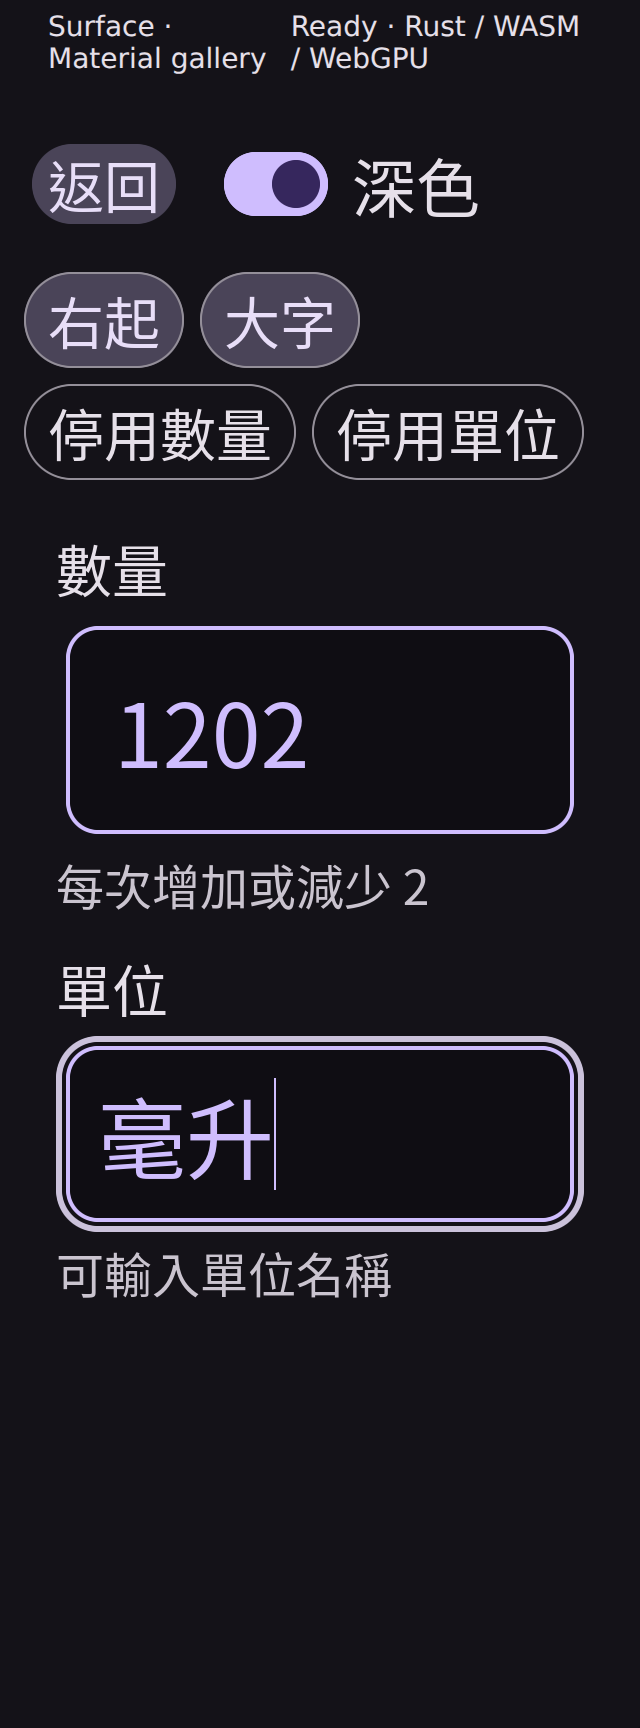 Surface ·
Material gallery
Ready · Rust / WASM
/ WebGPU
返回
深色
右起
大字
停用數量
停用單位
數量
1202
每次增加或減少 2
單位
毫升
可輸入單位名稱